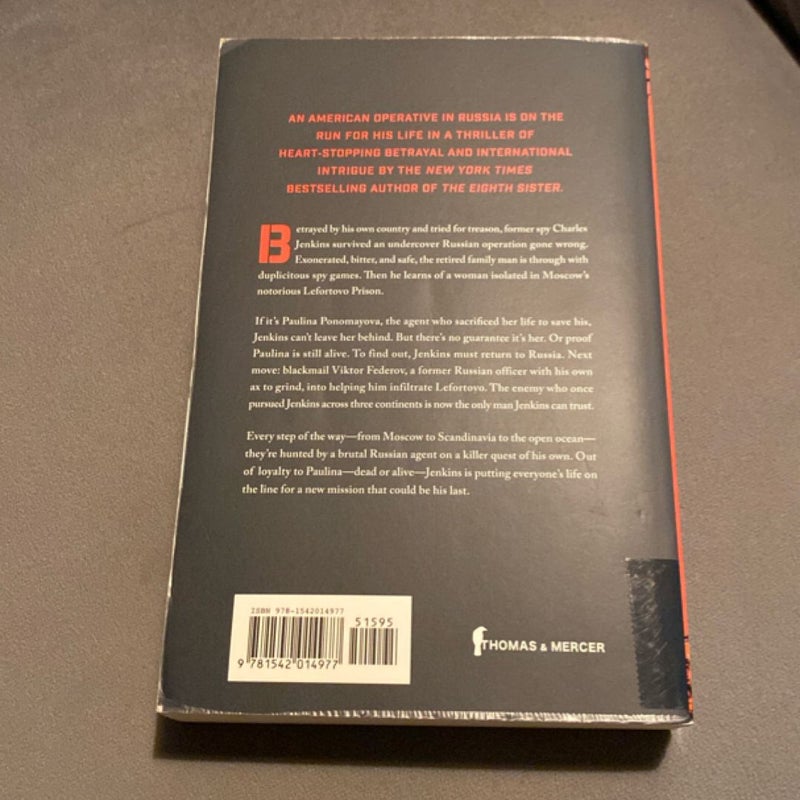 AN AMERICAN OPERATIVE IN RUSSIA IS ON THE
RUN FOR HIS LIFE IN A THRILLER OF
HEART-STOPPING BETRAYAL AND INTERNATIONAL
INTRIGUE BY THE NEW YORK TIMES
BESTSELLING AUTHOR OF THE EIGHTH SISTER.
Betrayed by his own country and tried for treason, former spy Charles
Jenkins survived an undercover Russian operation gone wrong.
Exonerated, bitter, and safe, the retired family man is through with
duplicitous spy games. Then he learns of a woman isolated in Moscow's
notorious Lefortovo Prison.
If it's Paulina Ponomayova, the agent who sacrificed her life to save his,
Jenkins can't leave her behind. But there's no guarantee it's her. Or proof
Paulina is still alive. To find out, Jenkins must return to Russia. Next
move: blackmail Viktor Federov, a former Russian officer with his own
ax to grind, into helping him infiltrate Lefortovo. The enemy who once
pursued Jenkins across three continents is now the only man Jenkins can trust.
Every step of the way—from Moscow to Scandinavia to the open ocean—
they're hunted by a brutal Russian agent on a killer quest of his own. Out
of loyalty to Paulina—dead or alive—Jenkins is putting everyone's life on
the line for a new mission that could be his last.
ISBN 978-1542014977
51595
9 781542 014977
THOMAS & MERCER